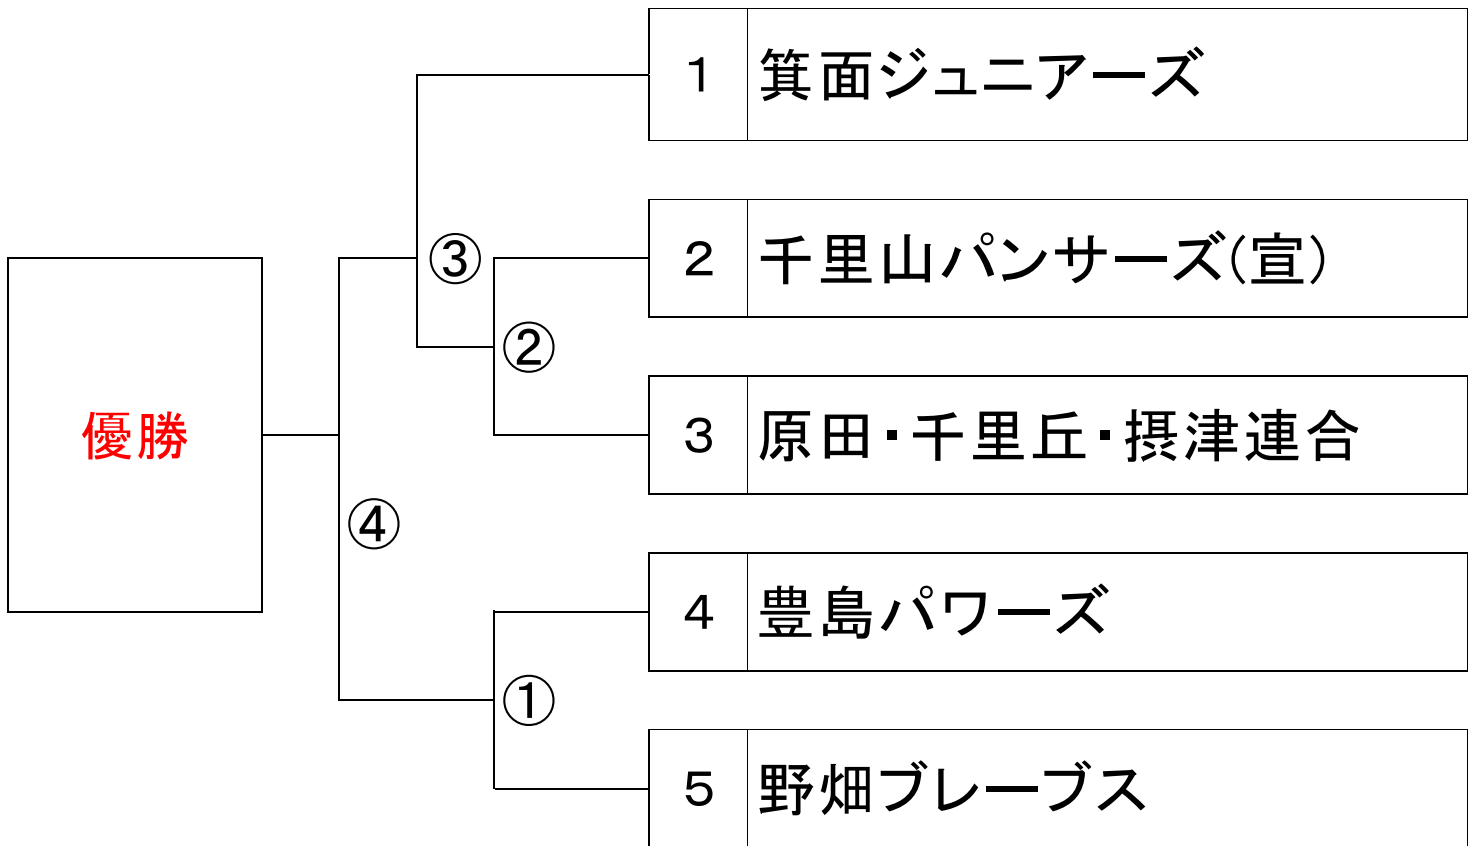 １ 箕面ジュニアーズ
③ ２ 千里山パンサーズ(宣）
②
優勝 ３ 原田・千里丘・摂津連合
④
４ 豊島パワーズ
①
５ 野畑ブレーブス